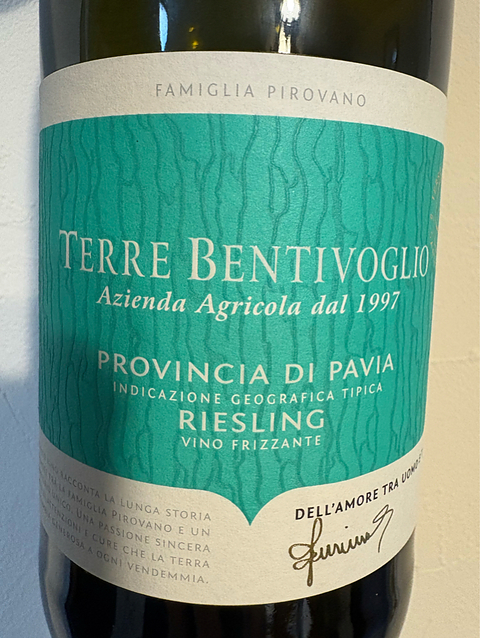 FAMIGLIA PIROVANO
TERRE BENTIVOGLIO
Azienda Agricola dal 1997
PROVINCIA DI PAVIA
INDICAZIONE GEOGRAFICA TIPICA
RIESLING
VINO FRIZZANTE
RACCONTA LA LUNGA STORIA
FAMIGLIA PIROVANO E UN
UNA PASSIONE SINCERA
E CURE CHE LA TERRA
A OGNI VENDEMMIA.
DELL'AMORE TRA UOMO